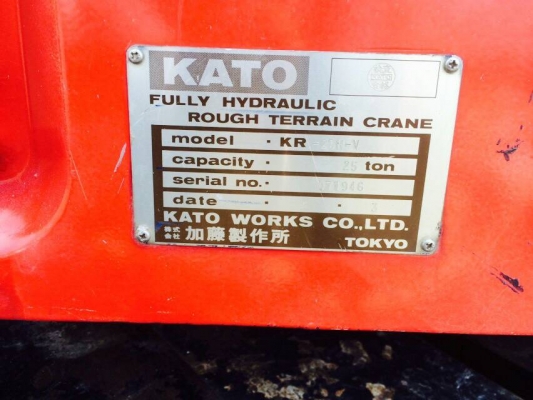 KATO
FULLY HYDRAULIC
ROUGH TERRAIN CRANE
model · KR H-V
capacity · ton
serial no.·
date ·
KATO WORKS CO.,LTD.
株式会社 加藤製作所 TOKYO